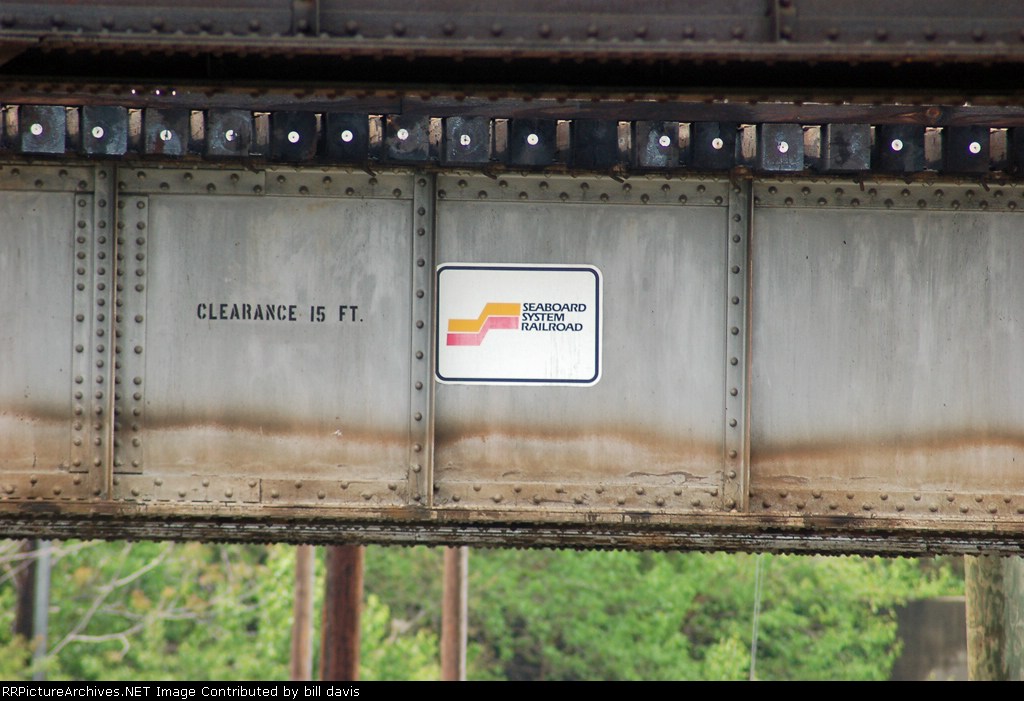 CLEARANCE 15 FT.
SEABOARD
SYSTEM
RAILROAD
RRPictureArchives.NET Image Contributed by bill davis